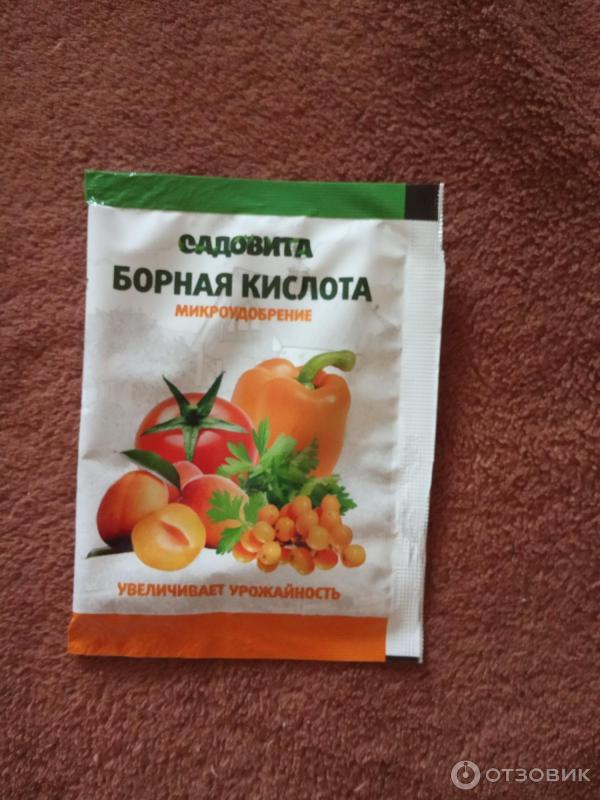 САДОВИТА
БОРНАЯ КИСЛОТА
МИКРОУДОБРЕНИЕ
УВЕЛИЧИВАЕТ УРОЖАЙНОСТЬ
ОТЗОВИК